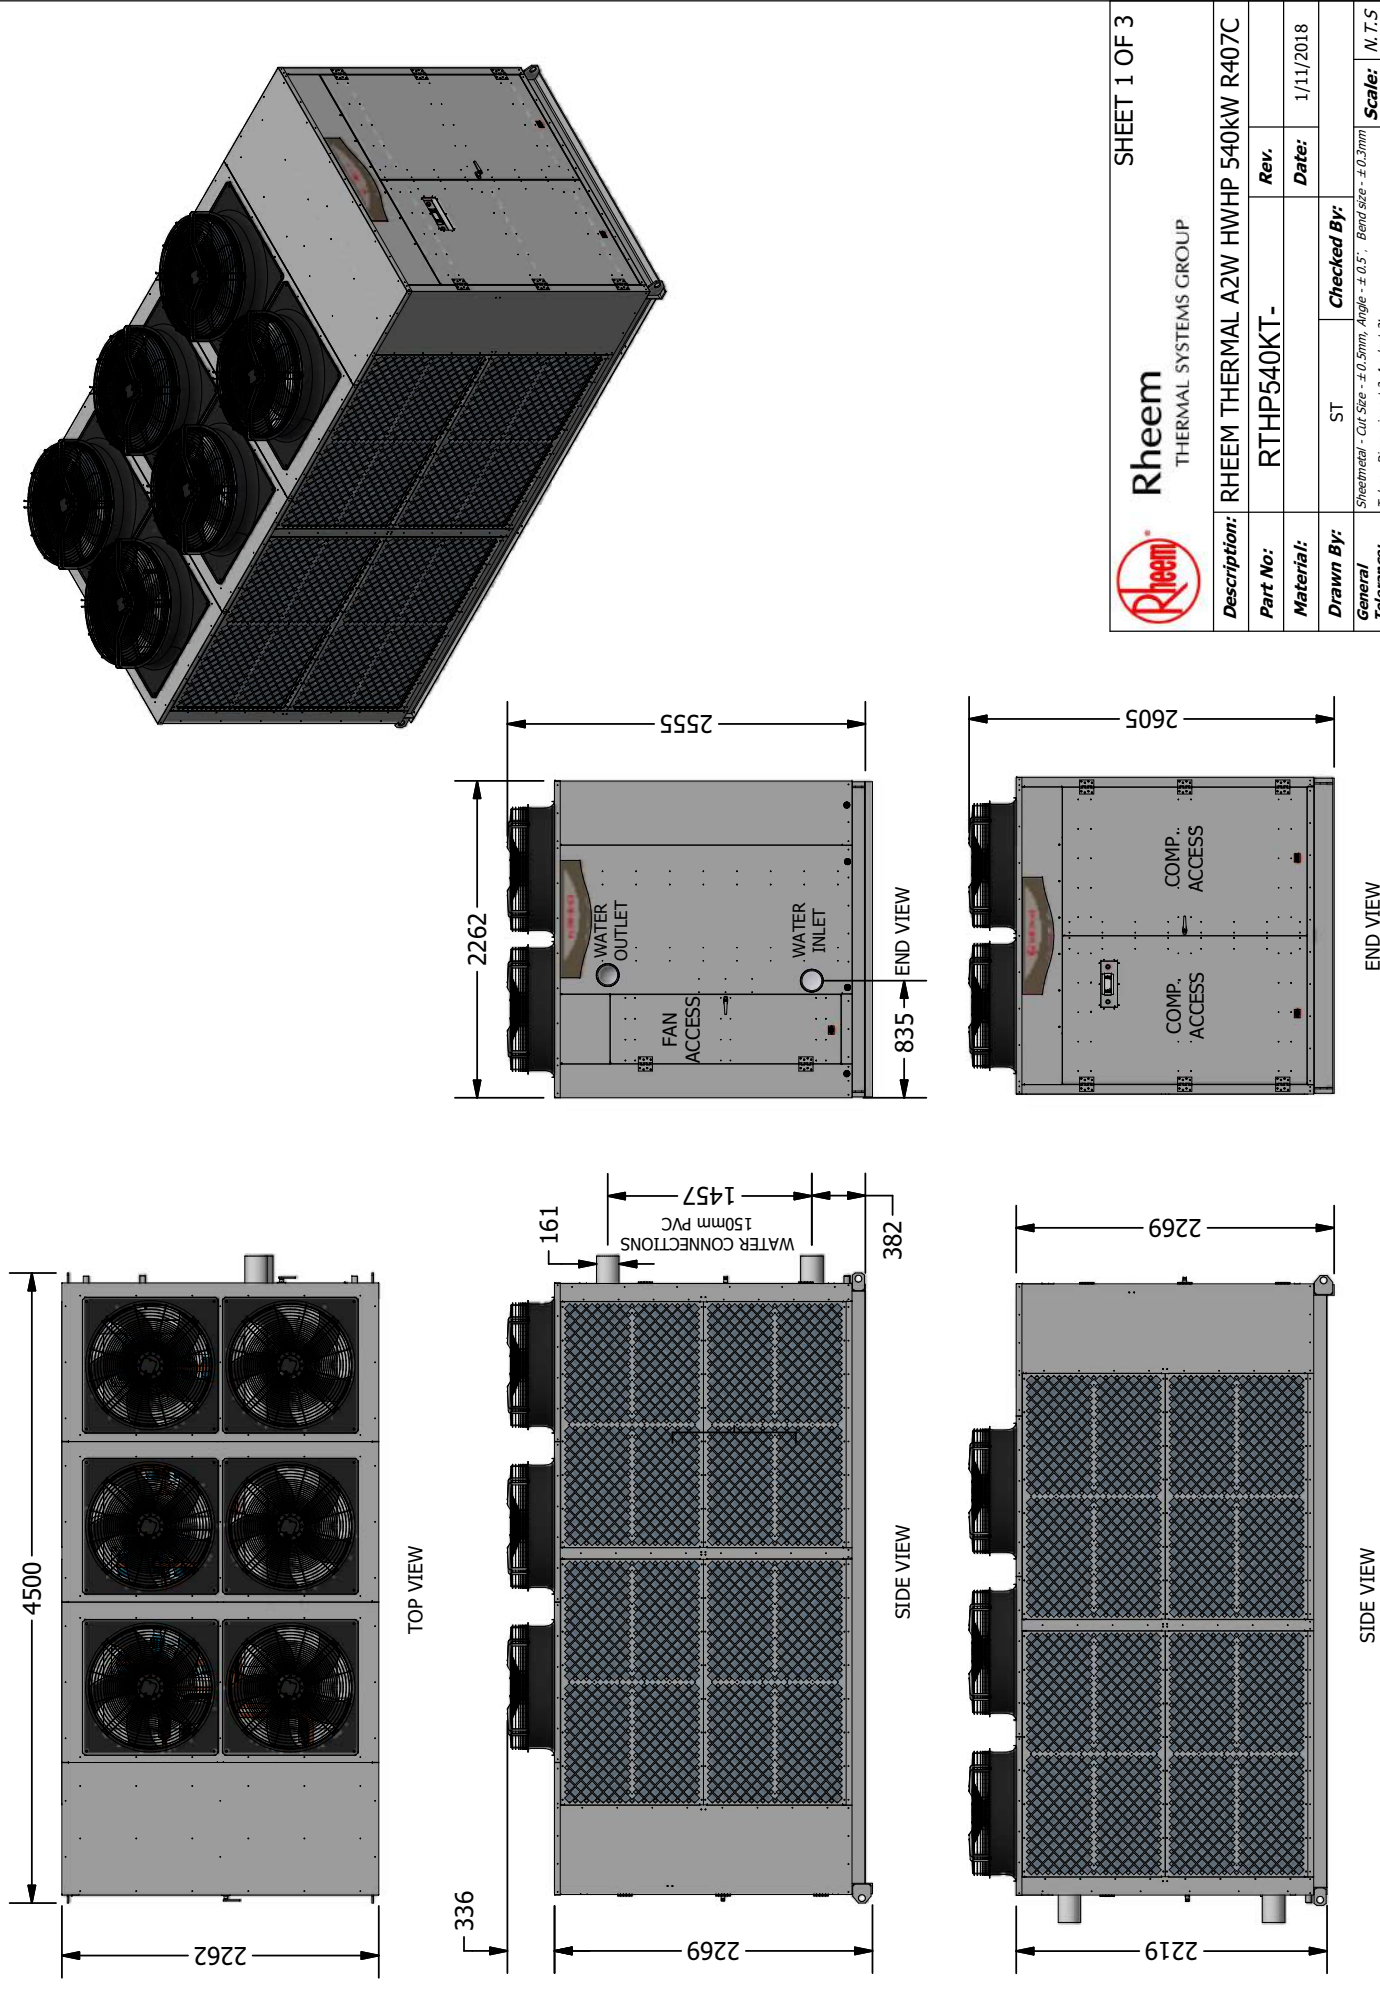 4500
2262
TOP VIEW
336
2269
161
1457
WATER CONNECTIONS
150mm PVC
382
SIDE VIEW
2269
2219
SIDE VIEW
2262
2555
WATER
OUTLET
WATER
INLET
FAN
ACCESS
835
END VIEW
2605
COMP.
ACCESS
COMP..
ACCESS
END VIEW
SHEET 1 OF 3
Rheem
Rheem
THERMAL SYSTEMS GROUP
Description: RHEEM THERMAL A2W HWHP 540kW R407C
Part No: RTHP540KT- Rev.
Material: Date: 1/11/2018
Drawn By: ST Checked By:
General Sheetmetal - Cut Size - ±0.5mm, Angle - ±0.5°, Bend size - ±0.3mm Scale: N.T.S